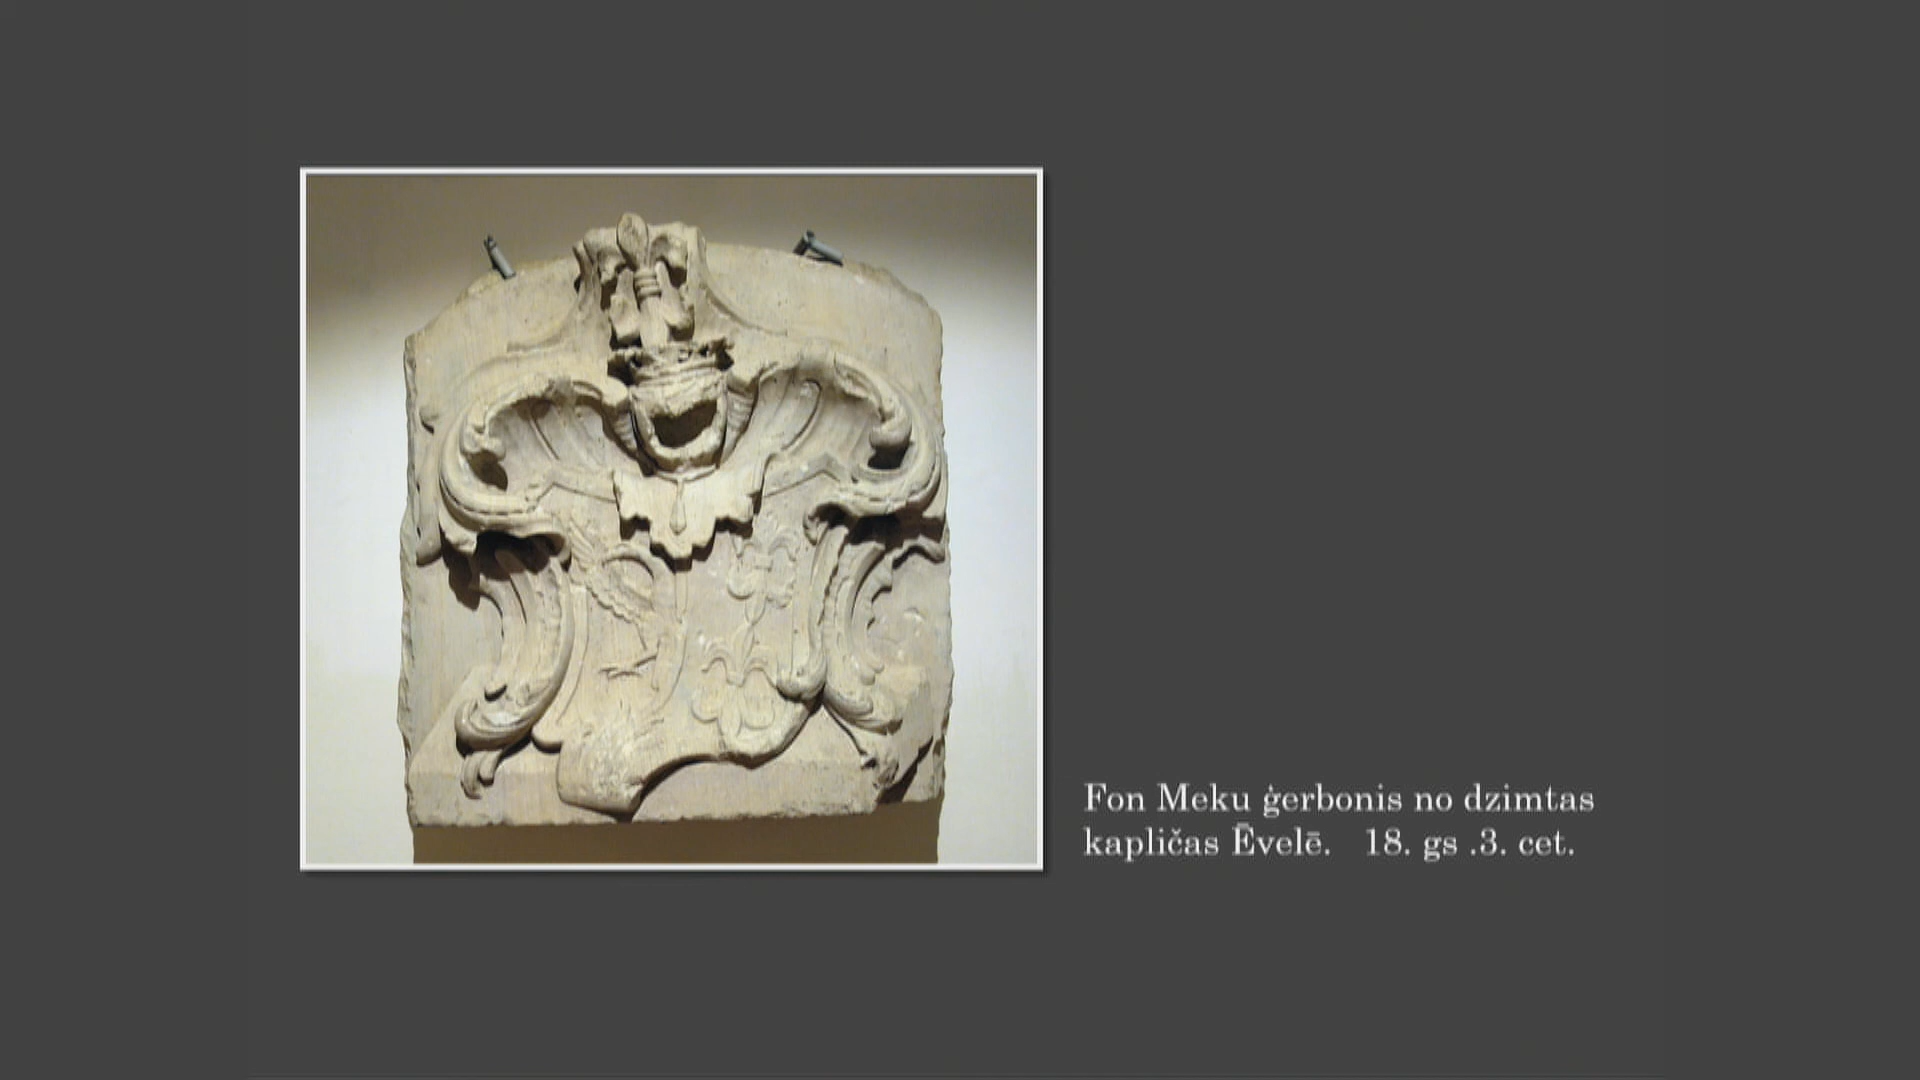 Fon Meku ģerbonis no dzimtas
kapličas Ēvelē. 18. gs .3. cet.